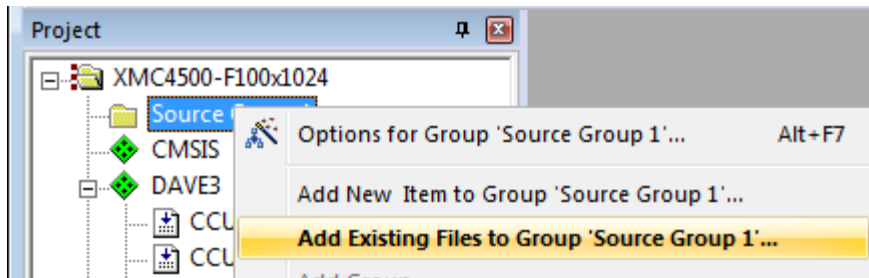 Project
XMC4500-F100x1024
Source
Options for Group 'Source Group 1'... Alt+F7
CMSIS
DAVE3
Add New Item to Group 'Source Group 1'...
CCU
Add Existing Files to Group 'Source Group 1'...
CCU
Add Group